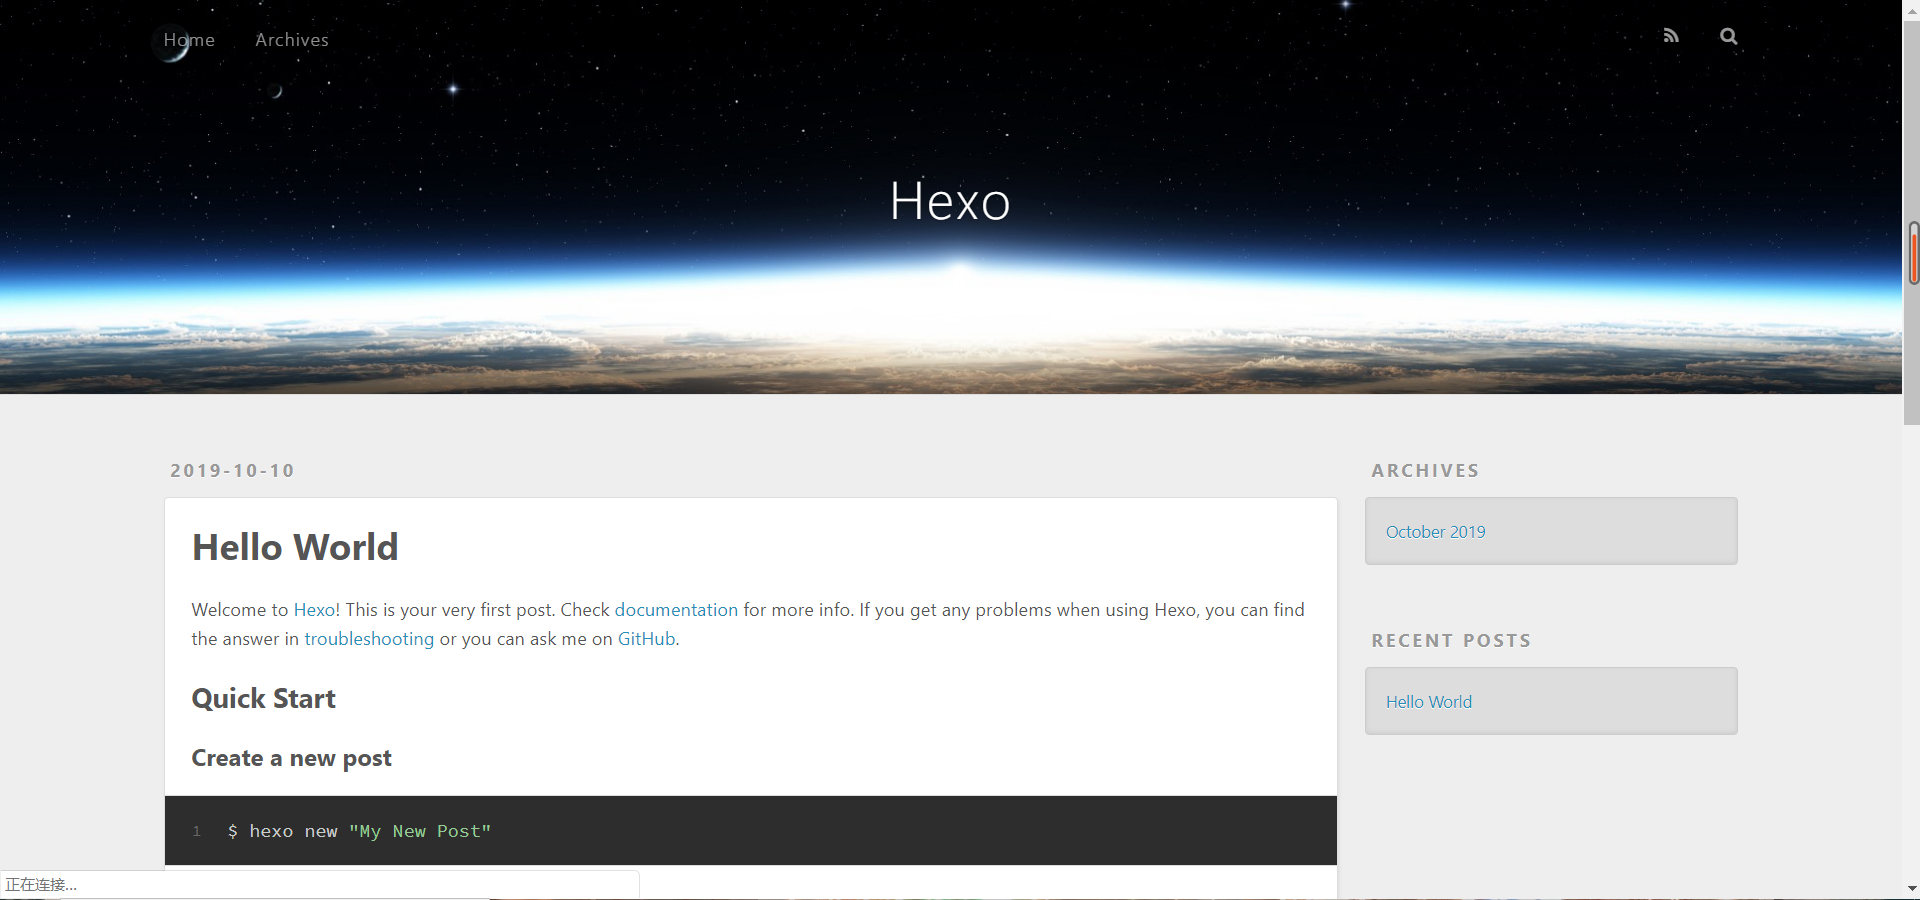 Home Archives
Hexo
2019-10-10
Hello World
Welcome to Hexo! This is your very first post. Check documentation for more info. If you get any problems when using Hexo, you can find
the answer in troubleshooting or you can ask me on GitHub.
Quick Start
Create a new post
1 $ hexo new "My New Post"
ARCHIVES
October 2019
RECENT POSTS
Hello World
正在连接...